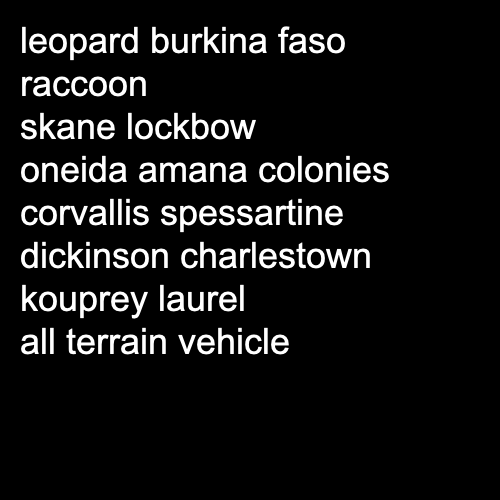 leopard burkina faso
raccoon
skane lockbow
oneida amana colonies
corvallis spessartine
dickinson charlestown
kouprey laurel
all terrain vehicle